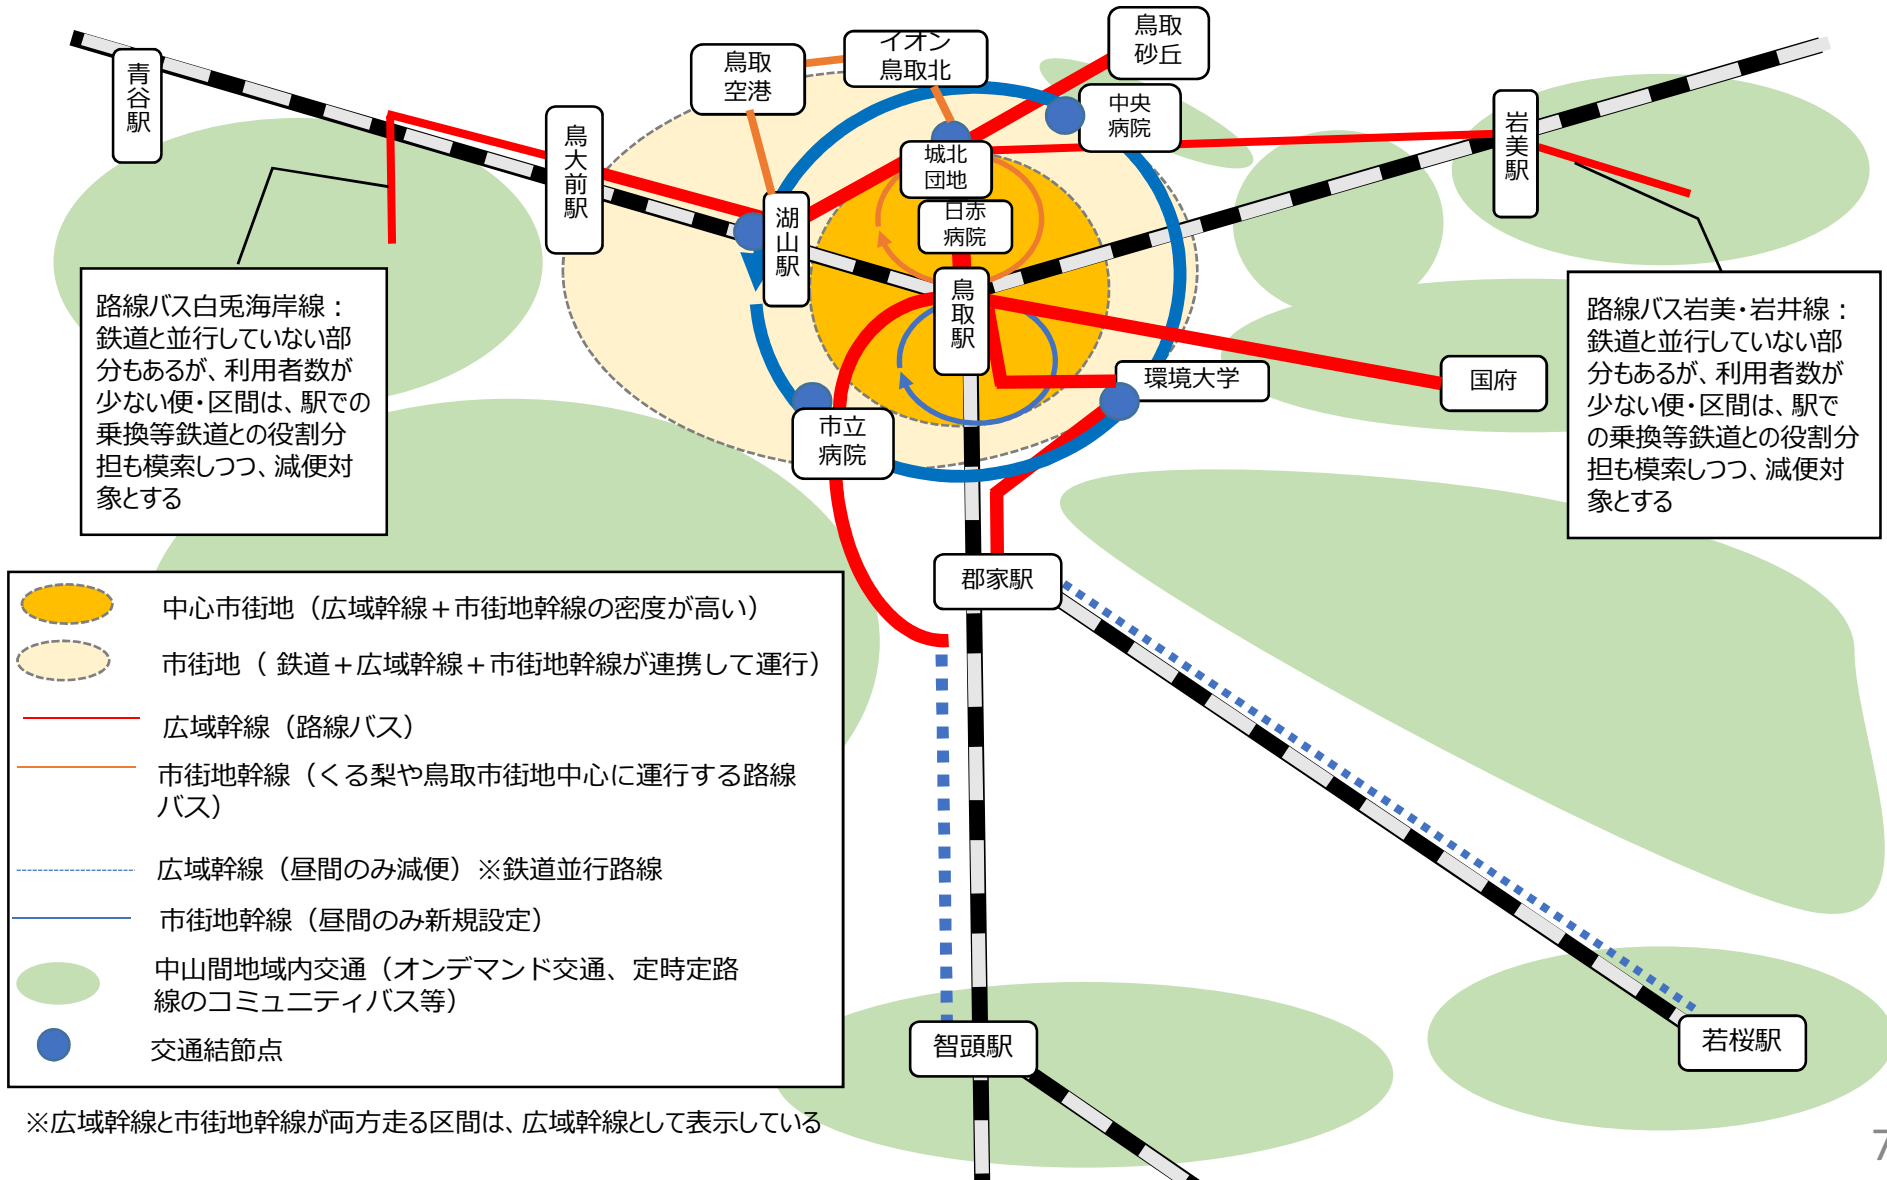 鳥取
砂丘
イオン
鳥取北
鳥取
空港
青谷駅
中央
病院
岩美駅
鳥大前駅
城北
団地
湖山駅
日赤
病院
鳥取駅
路線バス白兎海岸線：
鉄道と並行していない部
分もあるが、利用者数が
少ない便・区間は、駅での
乗換等鉄道との役割分
担も模索しつつ、減便対
象とする
路線バス岩美・岩井線：
鉄道と並行していない部
分もあるが、利用者数が
少ない便・区間は、駅で
の乗換等鉄道との役割分
担も模索しつつ、減便対
象とする
環境大学
国府
市立
病院
郡家駅
中心市街地（広域幹線＋市街地幹線の密度が高い）
市街地（ 鉄道＋広域幹線＋市街地幹線が連携して運行）
広域幹線（路線バス）
市街地幹線（くる梨や鳥取市街地中心に運行する路線
バス）
広域幹線（昼間のみ減便）※鉄道並行路線
市街地幹線（昼間のみ新規設定）
中山間地域内交通（オンデマンド交通、定時定路
線のコミュニティバス等）
交通結節点
智頭駅
若桜駅
※広域幹線と市街地幹線が両方走る区間は、広域幹線として表示している
7